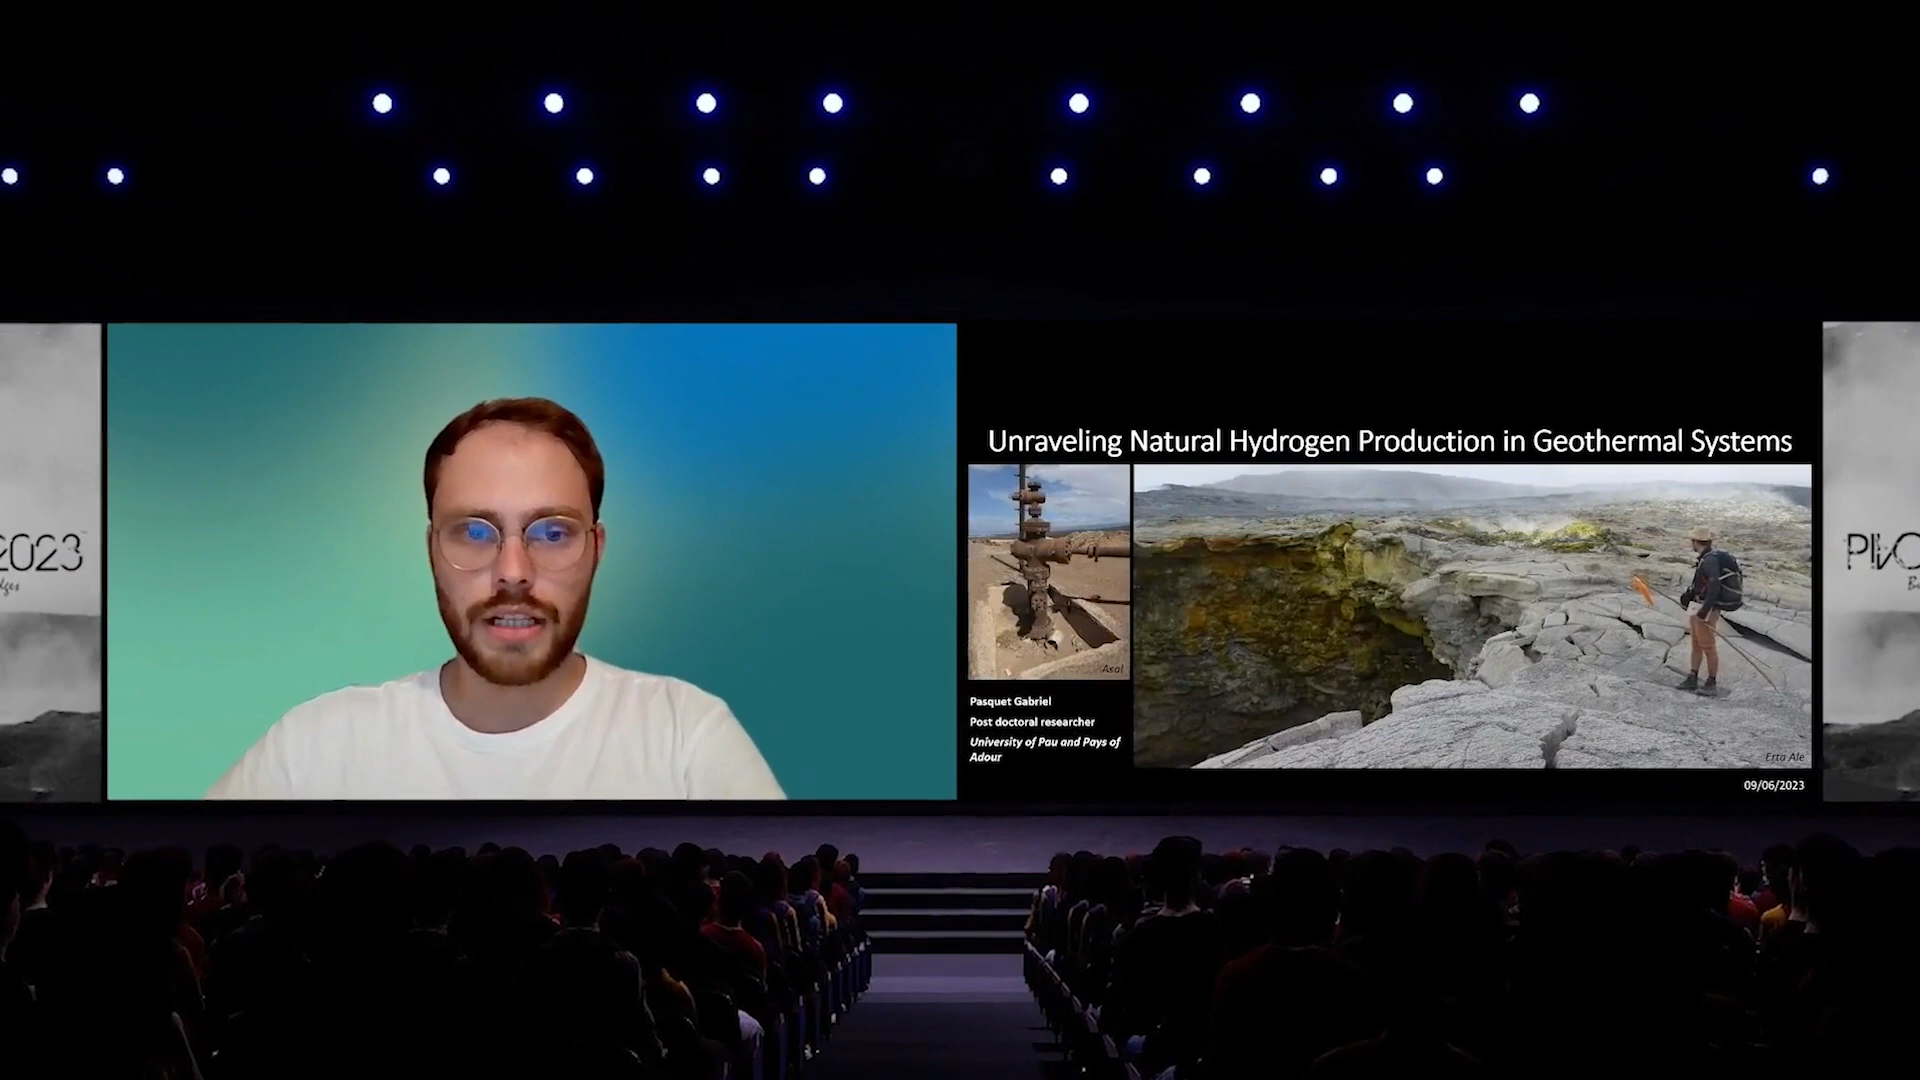 2023
Unraveling Natural Hydrogen Production in Geothermal Systems
Asal
Pasquet Gabriel
Post doctoral researcher
University of Pau and Pays of
Adour
Erta Ale
09/06/2023